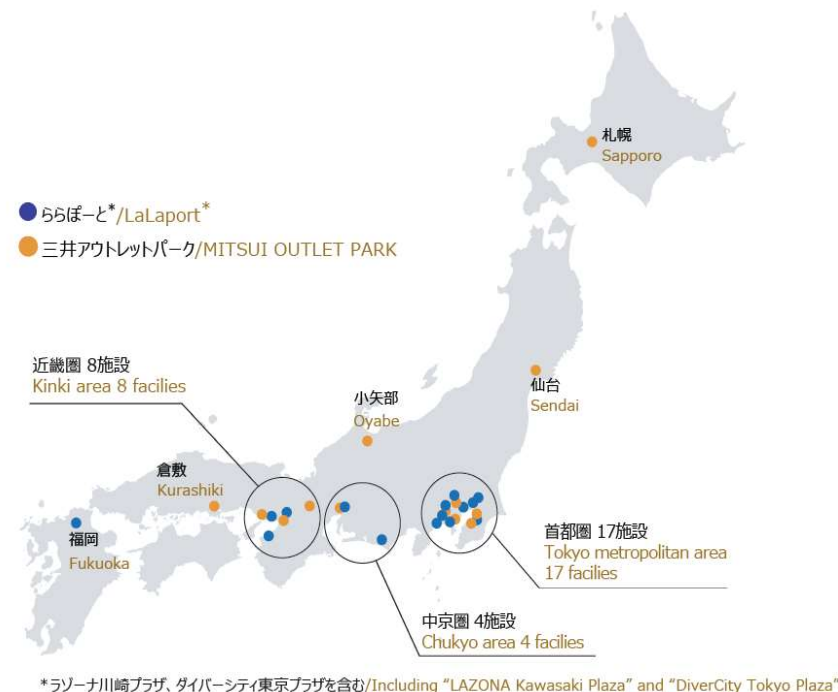 札幌
Sapporo
ららぽーと*/LaLaport*
三井アウトレットパーク/MITSUI OUTLET PARK
近畿圏 8施設
Kinki area 8 facilies
小矢部
Oyabe
仙台
Sendai
倉敷
Kurashiki
福岡
Fukuoka
首都圏 17施設
Tokyo metropolitan area
17 facilies
中京圏 4施設
Chukyo area 4 facilies
*ラゾーナ川崎プラザ、ダイバーシティ東京プラザを含む/Including “LAZONA Kawasaki Plaza” and “DiverCity Tokyo Plaza”